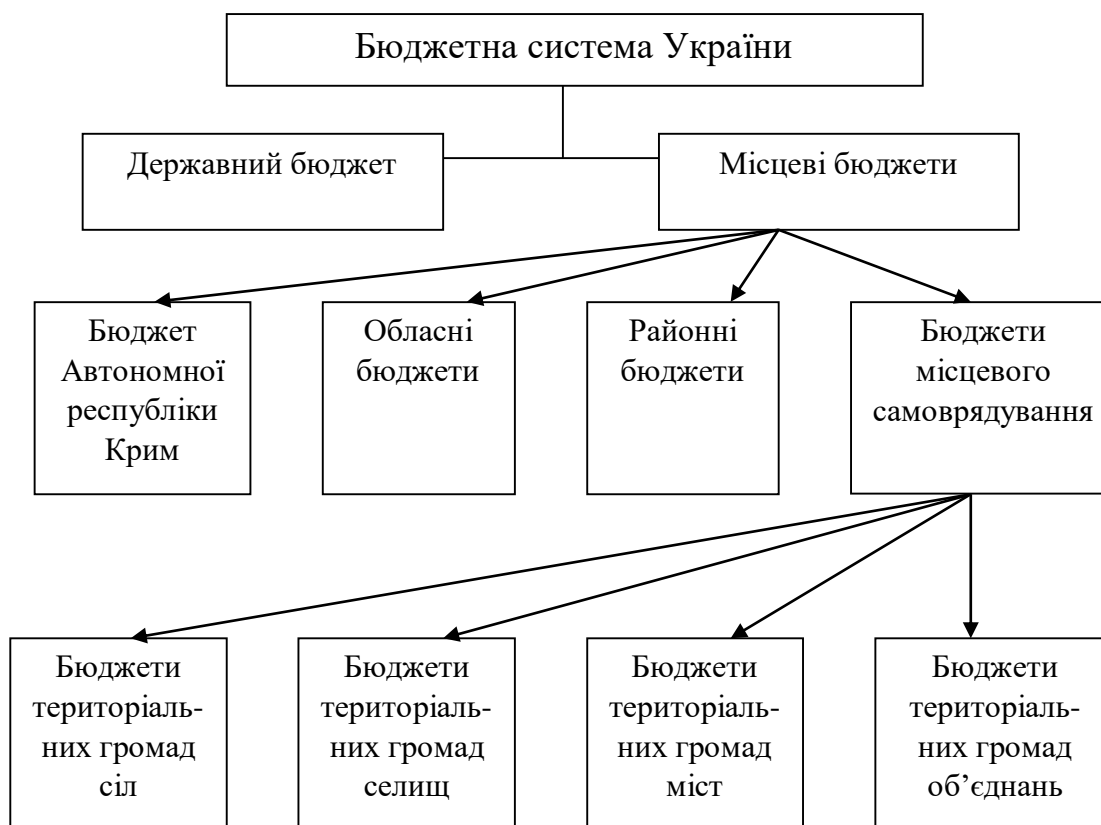 Бюджетна система України
Державний бюджет
Місцеві бюджети
Бюджет
Автономної
республіки
Крим
Обласні
бюджети
Районні
бюджети
Бюджети
місцевого
самоврядування
Бюджети
територіаль-
них громад
сіл
Бюджети
територіаль-
них громад
селищ
Бюджети
територіаль-
них громад
міст
Бюджети
територіаль-
них громад
об’єднань